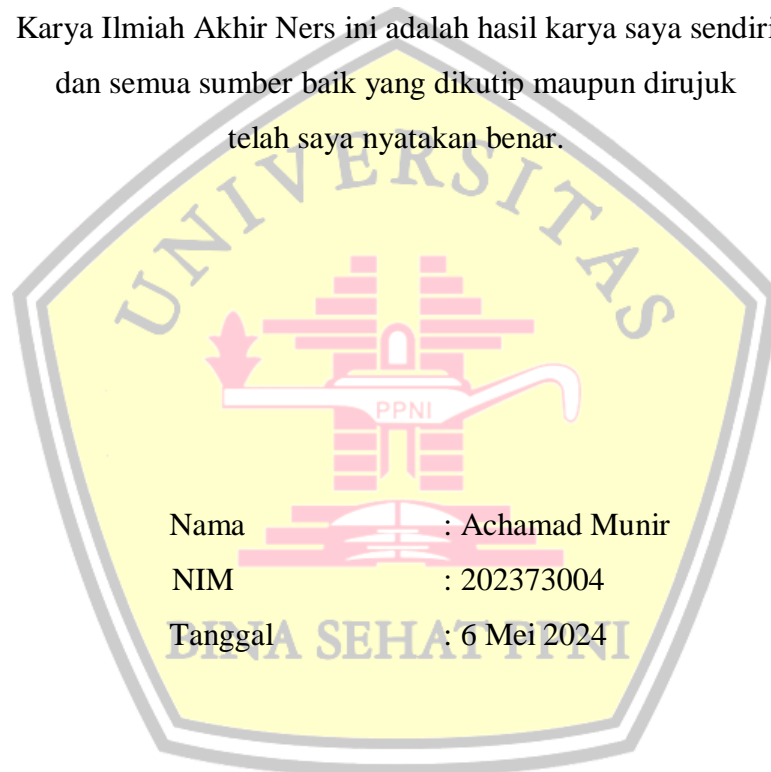 Karya Ilmiah Akhir Ners ini adalah hasil karya saya sendiri
dan semua sumber baik yang dikutip maupun dirujuk
telah saya nyatakan benar.
UNIVERSITAS
PPNI
Nama : Achamad Munir
NIM : 202373004
Tanggal : 6 Mei 2024
BINA SEHAT PPNI